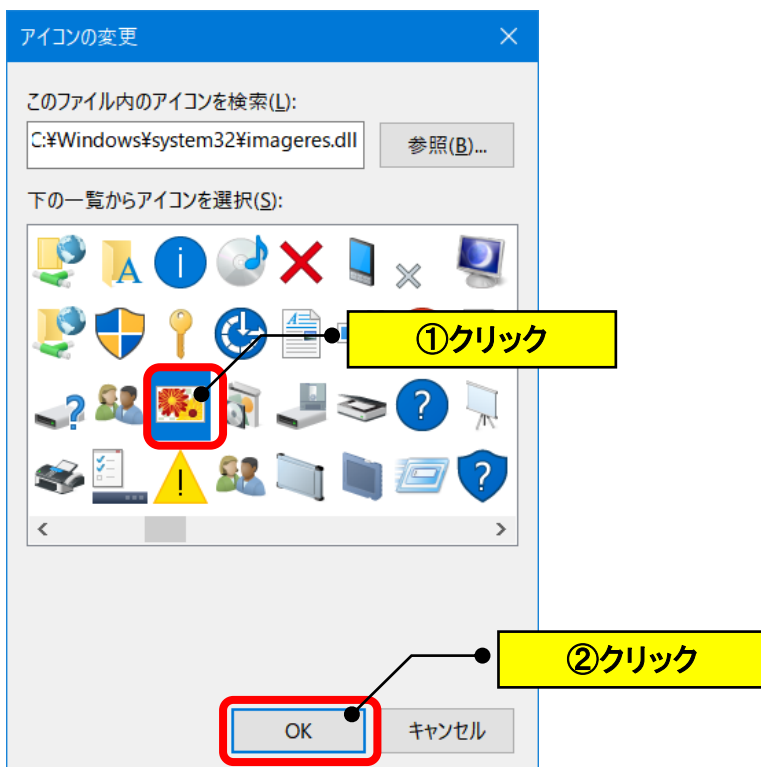 アイコンの変更
このファイル内のアイコンを検索(L):
C:¥Windows¥system32¥imageres.dll
参照(B)...
下の一覧からアイコンを選択(S):
①クリック
②クリック
OK
キャンセル